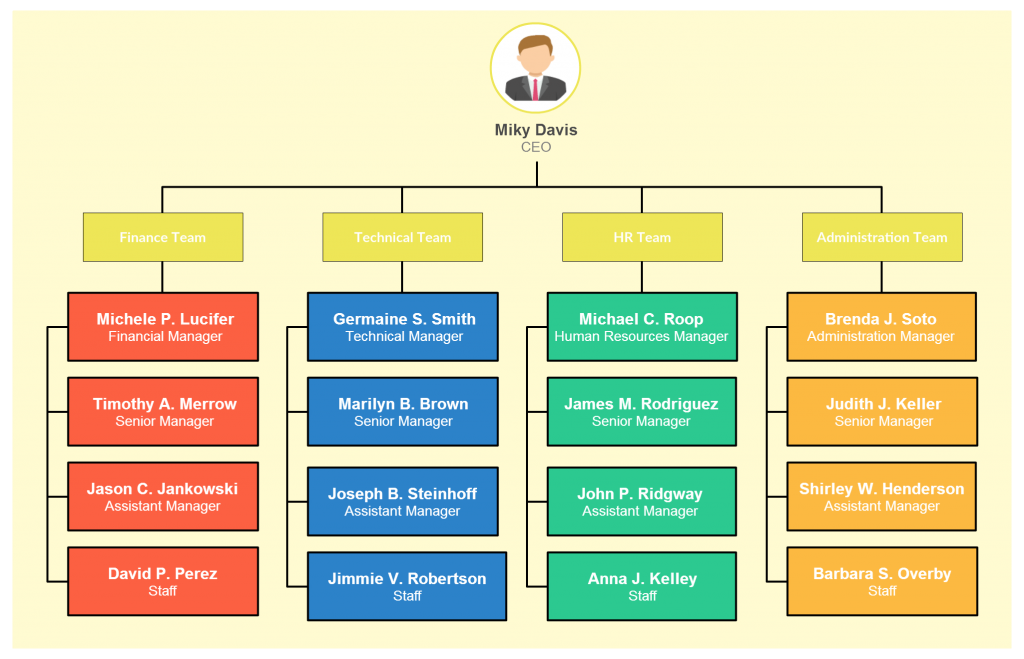 Miky Davis
CEO
Finance Team
Technical Team
HR Team
Administration Team
Michele P. Lucifer
Financial Manager
Germaine S. Smith
Technical Manager
Michael C. Roop
Human Resources Manager
Brenda J. Soto
Administration Manager
Timothy A. Merrow
Senior Manager
Marilyn B. Brown
Senior Manager
James M. Rodriguez
Senior Manager
Judith J. Keller
Senior Manager
Jason C. Jankowski
Assistant Manager
Joseph B. Steinhoff
Assistant Manager
John P. Ridgway
Assistant Manager
Shirley W. Henderson
Assistant Manager
David P. Perez
Staff
Jimmie V. Robertson
Staff
Anna J. Kelley
Staff
Barbara S. Overby
Staff